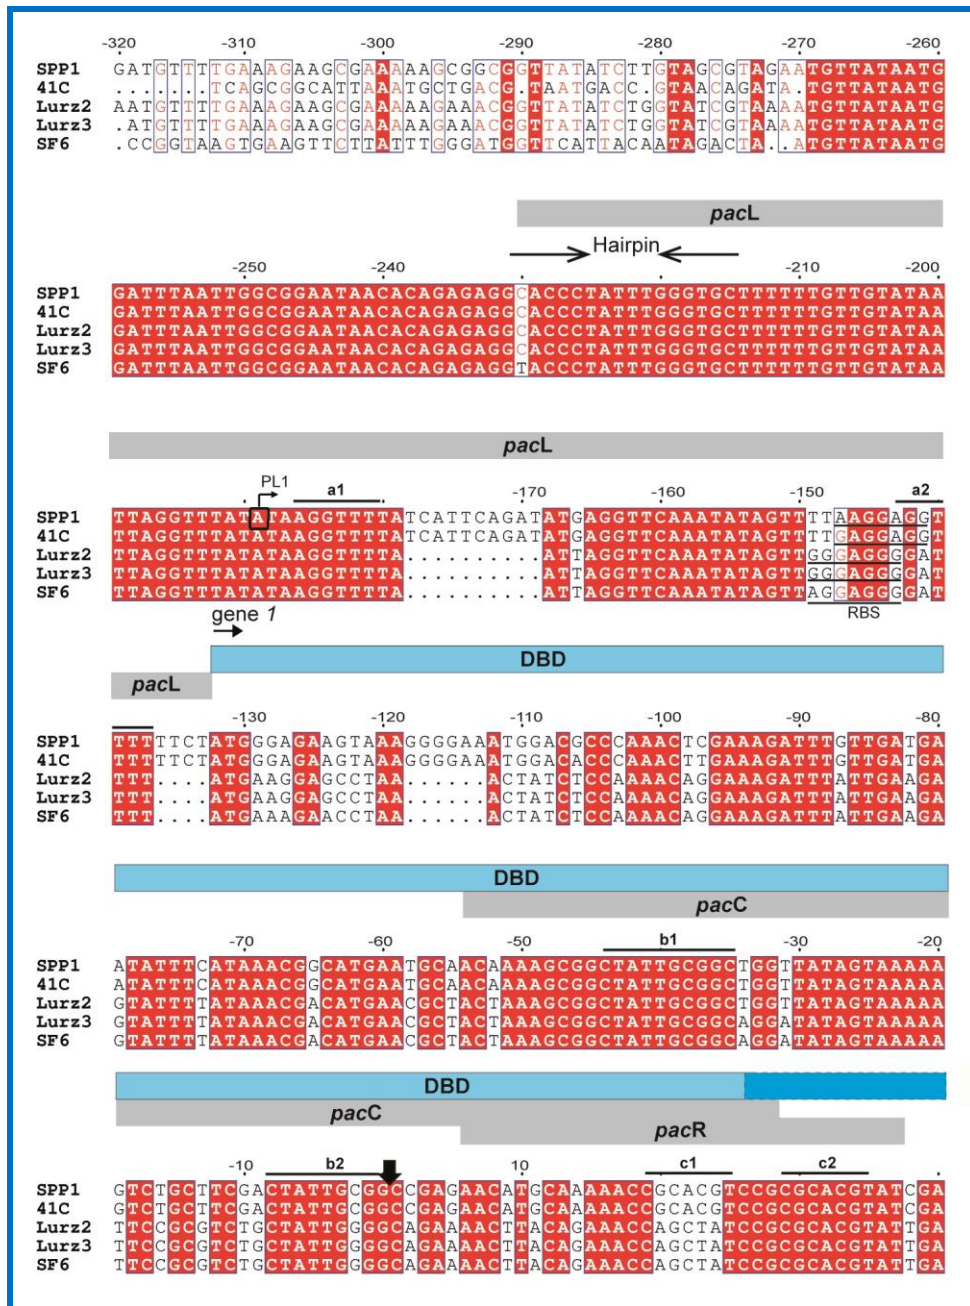 -320 -310 -300 -290 -280 -270 -260
SPP1 GATGTTTTGAAAGAAGCGAAAAAGCGGCGGTTATATCTTGTAGCGTAGAATGTTATAATG
41C .......TCAGCGGCATTAAATGCTGACG.TAATGACC.GTAACAGATA.ATGTTATAATG
Lurz2 AATGTTTTGAAAGAAGCGAAAAAGAAACGGTTATATCTGGTATCGTAAAATGTTATAATG
Lurz3 .ATGTTTTGAAAGAAGCGAAAAAGAAACGGTTATATCTGGTATCGTAAAATGTTATAATG
SF6 .CCGGTAAGTGAAGTTCTTATTTGGGATGGTTCATTACAATAGACTA..ATGTTATAATG
pacL
Hairpin
-250 -240 -210 -200
SPP1 GATTTAATTGGCGGAATAACACAGAGAGGCACCCTATTTGGGTGCTTTTTTGTTGTATAA
41C GATTTAATTGGCGGAATAACACAGAGAGGCACCCTATTTGGGTGCTTTTTTGTTGTATAA
Lurz2 GATTTAATTGGCGGAATAACACAGAGAGGCACCCTATTTGGGTGCTTTTTTGTTGTATAA
Lurz3 GATTTAATTGGCGGAATAACACAGAGAGGCACCCTATTTGGGTGCTTTTTTGTTGTATAA
SF6 GATTTAATTGGCGGAATAACACAGAGAGGTACCCTATTTGGGTGCTTTTTTGTTGTATAA
pacL
PL1 a1 -170 -160 -150 a2
SPP1 TTAGGTTTATATAAGGTTTTATCATTCAGATATGAGGTTCAAATATAGTTTTAAGGAGGT
41C TTAGGTTTATATAAGGTTTTATCATTCAGATATGAGGTTCAAATATAGTTTTGAGGAGGT
Lurz2 TTAGGTTTATATAAGGTTTTA..........ATTAGGTTCAAATATAGTTGGGAGGGGAT
Lurz3 TTAGGTTTATATAAGGTTTTA..........ATTAGGTTCAAATATAGTTGGGAGGGGAT
SF6 TTAGGTTTATATAAGGTTTTA..........ATTAGGTTCAAATATAGTTAGGAGGGGAT
RBS
gene 1
DBD
pacL
-130 -120 -110 -100 -90 -80
SPP1 TTTTTCTATGGGAGAAGTAAAGGGGAAATGGACGCCCAAACTCGAAAGATTTGTTGATGA
41C TTTTTCTATGGGAGAAGTAAAGGGGAAATGGACACCCAAACTTGAAAGATTTGTTGATGA
Lurz2 TTT....ATGAAGGAGCCTAA......ACTATCTCCAAAACAGGAAAGATTTATTGAAGA
Lurz3 TTT....ATGAAGGAGCCTAA......ACTATCTCCAAAACAGGAAAGATTTATTGAAGA
SF6 TTT....ATGAAAGAACCTAA......ACTATCTCCAAAACAGGAAAGATTTATTGAAGA
DBD
pacC
-70 -60 -50 b1 -30 -20
SPP1 ATATTTCATAAACGGCATGAATGCAACAAAAGCGGCTATTGCGGCTGGTTATAGTAAAAA
41C ATATTTCATAAACGGCATGAATGCAACAAAAGCGGCTATTGCGGCTGGTTATAGTAAAAA
Lurz2 GTATTTTATAAACGACATGAACGCTACTAAAGCGGCTATTGCGGCTGGTTATAGTAAAAA
Lurz3 GTATTTTATAAACGACATGAACGCTACTAAAGCGGCTATTGCGGCAGGATATAGTAAAAA
SF6 GTATTTTATAAACGACATGAACGCTACTAAAGCGGCTATTGCGGCAGGATATAGTAAAAA
DBD
pacC
pacR
-10 b2 10 c1 c2
SPP1 GTCTGCTTCGACTATTGCGGCCGAGAACATGCAAAAACCGCACGTCCGCGCACGTATCGA
41C GTCTGCTTCGACTATTGCGGCCGAGAACATGCAAAAACCGCACGTCCGCGCACGTATCGA
Lurz2 TTCCGCGTCTGCTATTGGGGCAGAAAACTTACAGAAACCAGCTATCCGCGCACGTATTGA
Lurz3 TTCCGCGTCTGCTATTGGGGCAGAAAACTTACAGAAACCAGCTATCCGCGCACGTATTGA
SF6 TTCCGCGTCTGCTATTGGGGCAGAAAACTTACAGAAACCAGCTATCCGCGCACGTATTGA